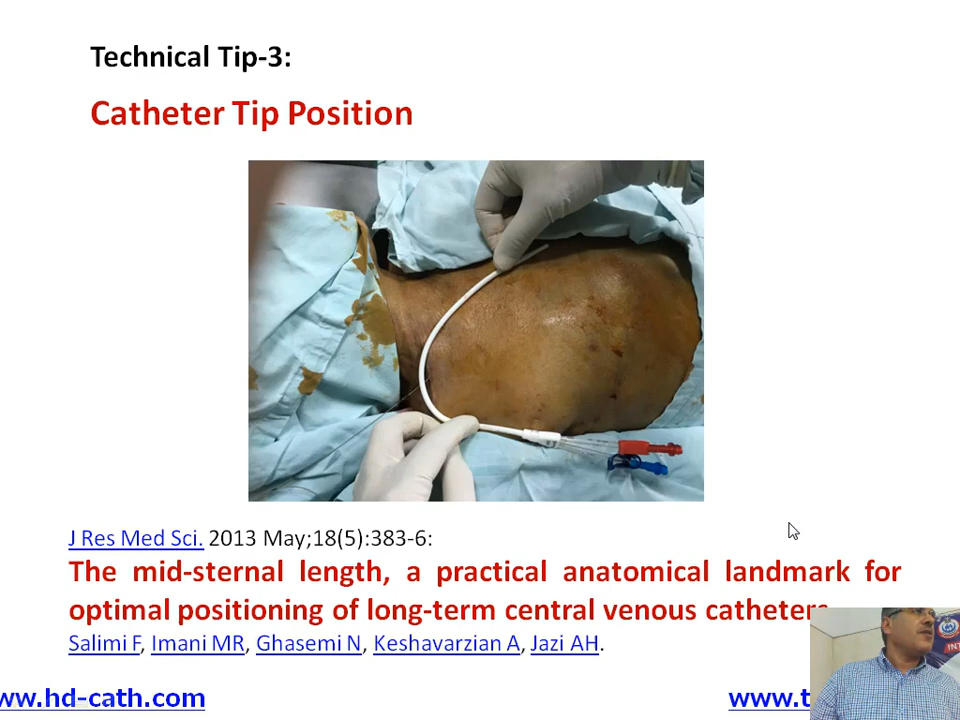 Technical Tip-3:
Catheter Tip Position
J Res Med Sci. 2013 May;18(5):383-6:
The mid-sternal length, a practical anatomical landmark for
optimal positioning of long-term central venous catheters
Salimi F, Imani MR, Ghasemi N, Keshavarzian A, Jazi AH.
ww.hd-cath.com
www.t
INT